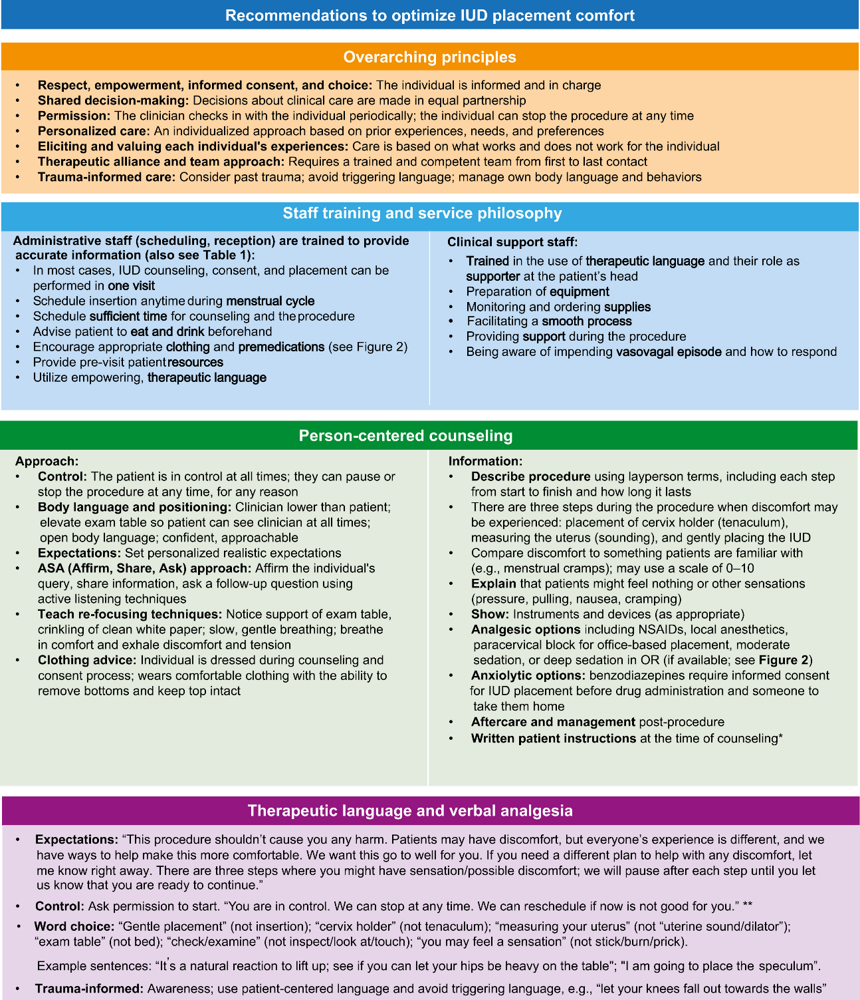 Recommendations to optimize IUD placement comfort
Overarching principles
• Respect, empowerment, informed consent, and choice: The individual is informed and in charge
• Shared decision-making: Decisions about clinical care are made in equal partnership
• Permission: The clinician checks in with the individual periodically; the individual can stop the procedure at any time
• Personalized care: An individualized approach based on prior experiences, needs, and preferences
• Eliciting and valuing each individual's experiences: Care is based on what works and does not work for the individual
• Therapeutic alliance and team approach: Requires a trained and competent team from first to last contact
• Trauma-informed care: Consider past trauma; avoid triggering language; manage own body language and behaviors
Staff training and service philosophy
Administrative staff (scheduling, reception) are trained to provide
accurate information (also see Table 1):
• In most cases, IUD counseling, consent, and placement can be
performed in one visit
• Schedule insertion anytime during menstrual cycle
• Schedule sufficient time for counseling and the procedure
• Advise patient to eat and drink beforehand
• Encourage appropriate clothing and premedications (see Figure 2)
• Provide pre-visit patient resources
• Utilize empowering, therapeutic language
Clinical support staff:
• Trained in the use of therapeutic language and their role as
supporter at the patient's head
• Preparation of equipment
• Monitoring and ordering supplies
• Facilitating a smooth process
• Providing support during the procedure
• Being aware of impending vasovagal episode and how to respond
Person-centered counseling
Approach:
• Control: The patient is in control at all times; they can pause or
stop the procedure at any time, for any reason
• Body language and positioning: Clinician lower than patient;
elevate exam table so patient can see clinician at all times;
open body language; confident, approachable
• Expectations: Set personalized realistic expectations
• ASA (Affirm, Share, Ask) approach: Affirm the individual's
query, share information, ask a follow-up question using
active listening techniques
• Teach re-focusing techniques: Notice support of exam table,
crinkling of clean white paper; slow, gentle breathing; breathe
in comfort and exhale discomfort and tension
• Clothing advice: Individual is dressed during counseling and
consent process; wears comfortable clothing with the ability to
remove bottoms and keep top intact
Information:
• Describe procedure using layperson terms, including each step
from start to finish and how long it lasts
• There are three steps during the procedure when discomfort may
be experienced: placement of cervix holder (tenaculum),
measuring the uterus (sounding), and gently placing the IUD
• Compare discomfort to something patients are familiar with
(e.g., menstrual cramps); may use a scale of 0–10
• Explain that patients might feel nothing or other sensations
(pressure, pulling, nausea, cramping)
• Show: Instruments and devices (as appropriate)
• Analgesic options including NSAIDs, local anesthetics,
paracervical block for office-based placement, moderate
sedation, or deep sedation in OR (if available; see Figure 2)
• Anxiolytic options: benzodiazepines require informed consent
for IUD placement before drug administration and someone to
take them home
• Aftercare and management post-procedure
• Written patient instructions at the time of counseling*
Therapeutic language and verbal analgesia
• Expectations: “This procedure shouldn’t cause you any harm. Patients may have discomfort, but everyone’s experience is different, and we
have ways to help make this more comfortable. We want this go to well for you. If you need a different plan to help with any discomfort, let
me know right away. There are three steps where you might have sensation/possible discomfort; we will pause after each step until you let
us know that you are ready to continue.”
• Control: Ask permission to start. “You are in control. We can stop at any time. We can reschedule if now is not good for you.” **
• Word choice: “Gentle placement” (not insertion); “cervix holder” (not tenaculum); “measuring your uterus” (not “uterine sound/dilator”);
“exam table” (not bed); “check/examine” (not inspect/look at/touch); “you may feel a sensation” (not stick/burn/prick).
Example sentences: “It’s a natural reaction to lift up; see if you can let your hips be heavy on the table"; "I am going to place the speculum”.
• Trauma-informed: Awareness; use patient-centered language and avoid triggering language, e.g., “let your knees fall out towards the walls”